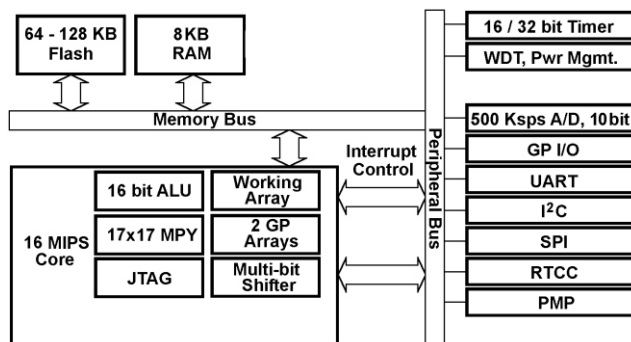 64 - 128 KB
Flash
8KB
RAM
Memory Bus
16 MIPS
Core
16 bit ALU
17x17 MPY
JTAG
Working
Array
2 GP
Arrays
Multi-bit
Shifter
Interrupt
Control
Peripheral Bus
16 / 32 bit Timer
WDT, Pwr Mgmt.
500 Ksps A/D, 10bit
GP I/O
UART
I²C
SPI
RTCC
PMP